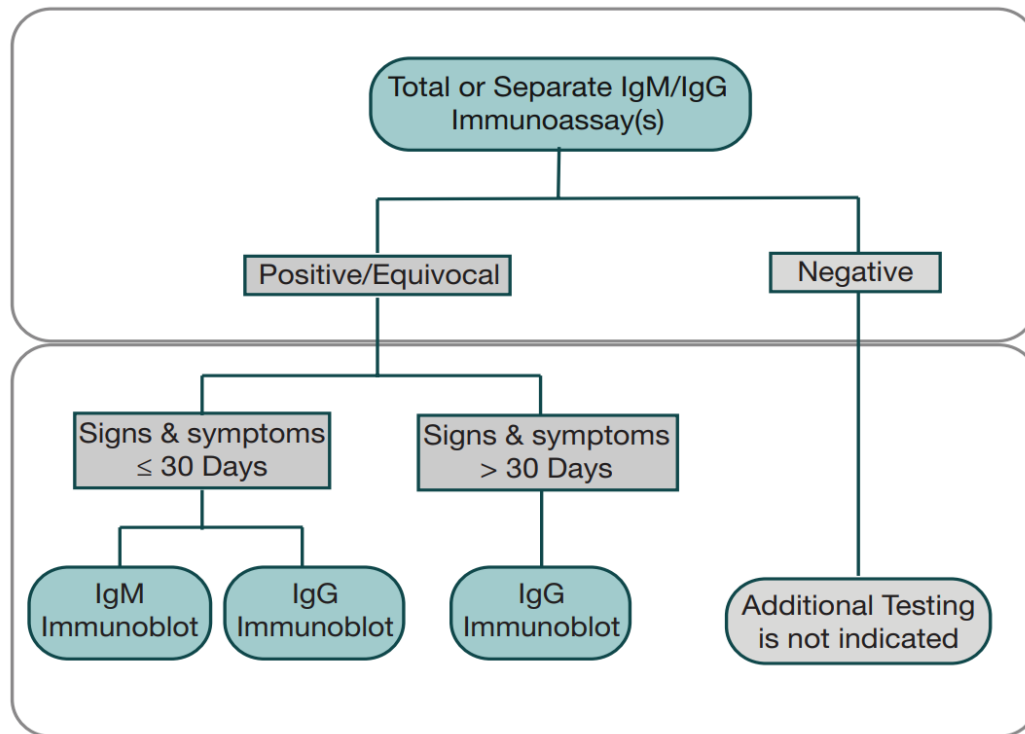 Total or Separate IgM/IgG
Immunoassay(s)
Positive/Equivocal
Negative
Signs & symptoms
≤ 30 Days
Signs & symptoms
> 30 Days
IgM
Immunoblot
IgG
Immunoblot
IgG
Immunoblot
Additional Testing
is not indicated